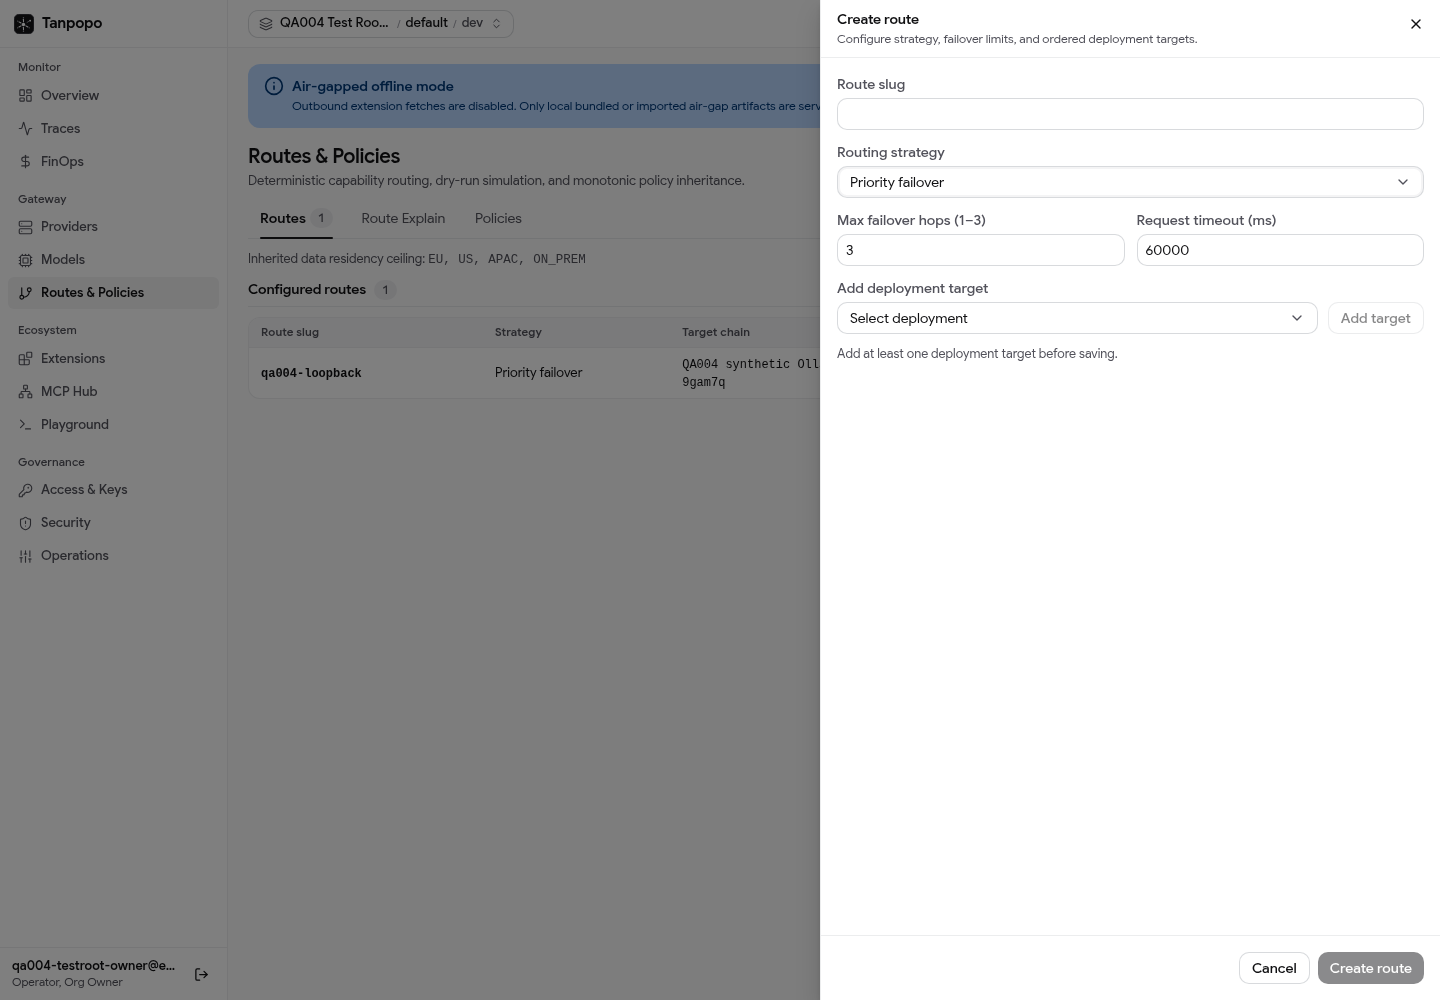 Tanpopo
Monitor
Overview
Traces
FinOps
Gateway
Providers
Models
Routes & Policies
Ecosystem
Extensions
MCP Hub
Playground
Governance
Access & Keys
Security
Operations
qa004-testroot-owner@e...
Operator, Org Owner
QA004 Test Roo... / default / dev
Air-gapped offline mode
Outbound extension fetches are disabled. Only local bundled or imported air-gap artifacts are serv
Routes & Policies
Deterministic capability routing, dry-run simulation, and monotonic policy inheritance.
Routes 1 Route Explain Policies
Inherited data residency ceiling: EU, US, APAC, ON_PREM
Configured routes 1
Route slug Strategy Target chain
qa004-loopback Priority failover QA004 synthetic Oll
9gam7q
Create route
Configure strategy, failover limits, and ordered deployment targets.
Route slug
Routing strategy
Priority failover
Max failover hops (1–3) Request timeout (ms)
3 60000
Add deployment target
Select deployment Add target
Add at least one deployment target before saving.
Cancel Create route